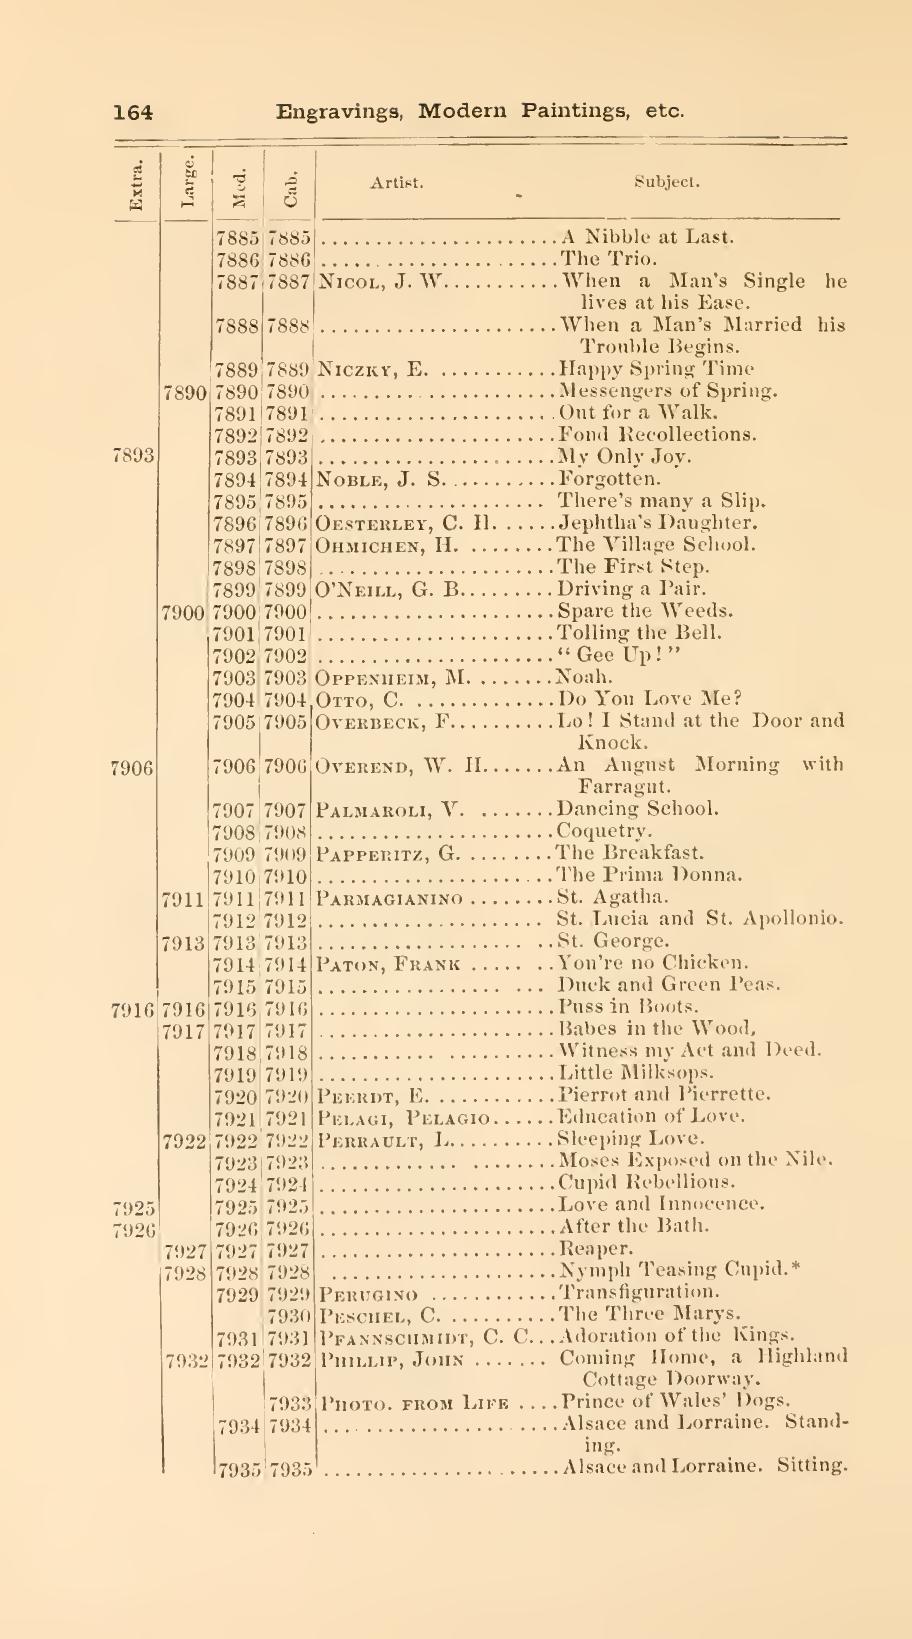 164 Engravings, Modern Paintings, etc.
Extra. Large. Med. Cab. Artist. Subject.
7885 7885 ...................... A Nibble at Last.
7886 7886 ...................... The Trio.
7887 7887 NICOL, J. W........... When a Man's Single he
lives at his Ease.
7888 7888 ...................... When a Man's Married his
Trouble Begins.
7889 7889 NICZKY, E. ........... Happy Spring Time
7890 7890 7890 ...................... Messengers of Spring.
7891 7891 ...................... Out for a Walk.
7892 7892 ...................... Fond Recollections.
7893 7893 7893 ...................... My Only Joy.
7894 7894 NOBLE, J. S. .......... Forgotten.
7895 7895 ...................... There's many a Slip.
7896 7896 OESTERLEY, C. H. ..... Jephtha's Daughter.
7897 7897 OHMICHEN, H. ........ The Village School.
7898 7898 ...................... The First Step.
7899 7899 O'NEILL, G. B......... Driving a Pair.
7900 7900 7900 ...................... Spare the Weeds.
7901 7901 ...................... Tolling the Bell.
7902 7902 ...................... "Gee Up!"
7903 7903 OPPENHEIM, M. ....... Noah.
7904 7904 OTTO, C. ............. Do You Love Me?
7905 7905 OVERBECK, F.......... Lo! I Stand at the Door and
Knock.
7906 7906 7906 OVEREND, W. H....... An August Morning with
Farragut.
7907 7907 PALMAROLI, V. ....... Dancing School.
7908 7908 ...................... Coquetry.
7909 7909 PAPPERITZ, G. ........ The Breakfast.
7910 7910 ...................... The Prima Donna.
7911 7911 7911 PARMAGIANINO ........ St. Agatha.
7912 7912 ...................... St. Lucia and St. Apollonio.
7913 7913 7913 ...................... St. George.
7914 7914 PATON, FRANK ..... .. You're no Chicken.
7915 7915 ...................... Duck and Green Peas.
7916 7916 7916 7916 ...................... Puss in Boots.
7917 7917 7917 ...................... Babes in the Wood,
7918 7918 ...................... Witness my Act and Deed.
7919 7919 ...................... Little Milksops.
7920 7920 PEERDT, E. ........... Pierrot and Pierrette.
7921 7921 PELAGI, PELAGIO...... Education of Love.
7922 7922 7922 PERRAULT, L.......... Sleeping Love.
7923 7923 ...................... Moses Exposed on the Nile.
7924 7924 ...................... Cupid Rebellious.
7925 7925 7925 ...................... Love and Innocence.
7926 7926 7926 ...................... After the Bath.
7927 7927 7927 ...................... Reaper.
7928 7928 7928 ...................... Nymph Teasing Cupid.*
7929 7929 PERUGINO ............ Transfiguration.
7930 PESCHEL, C. ........... The Three Marys.
7931 7931 PFANNSCHMIDT, C. C... Adoration of the Kings.
7932 7932 7932 PHILLIP, JOHN ....... Coming Home, a Highland
Cottage Doorway.
7933 PHOTO. FROM LIFE .... Prince of Wales' Dogs.
7934 7934 ...................... Alsace and Lorraine. Stand-
ing.
7935 7935 ...................... Alsace and Lorraine. Sitting.